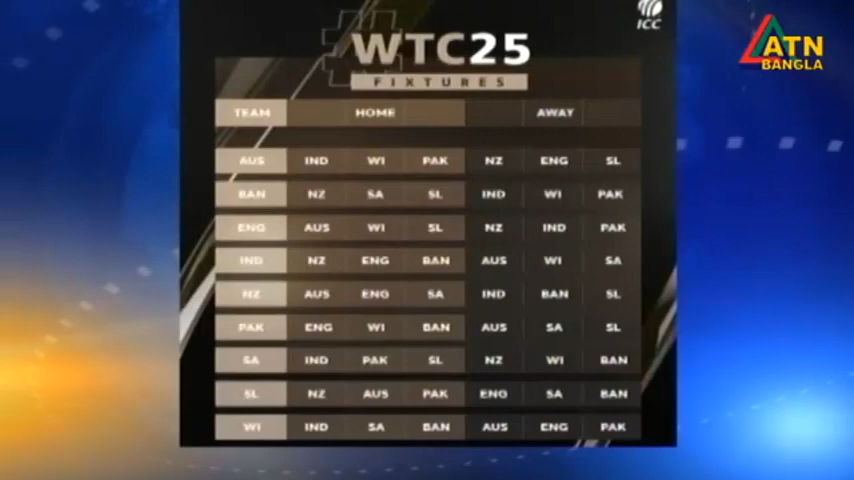 ICC
ATN
BANGLA
#WTC25
FIXTURES
TEAM HOME AWAY
AUS IND WI PAK NZ ENG SL
BAN NZ SA SL IND WI PAK
ENG AUS WI SL NZ IND PAK
IND NZ ENG BAN AUS WI SA
NZ AUS ENG SA IND BAN SL
PAK ENG WI BAN AUS SA SL
SA IND PAK SL NZ WI BAN
SL NZ AUS PAK ENG SA BAN
WI IND SA BAN AUS ENG PAK